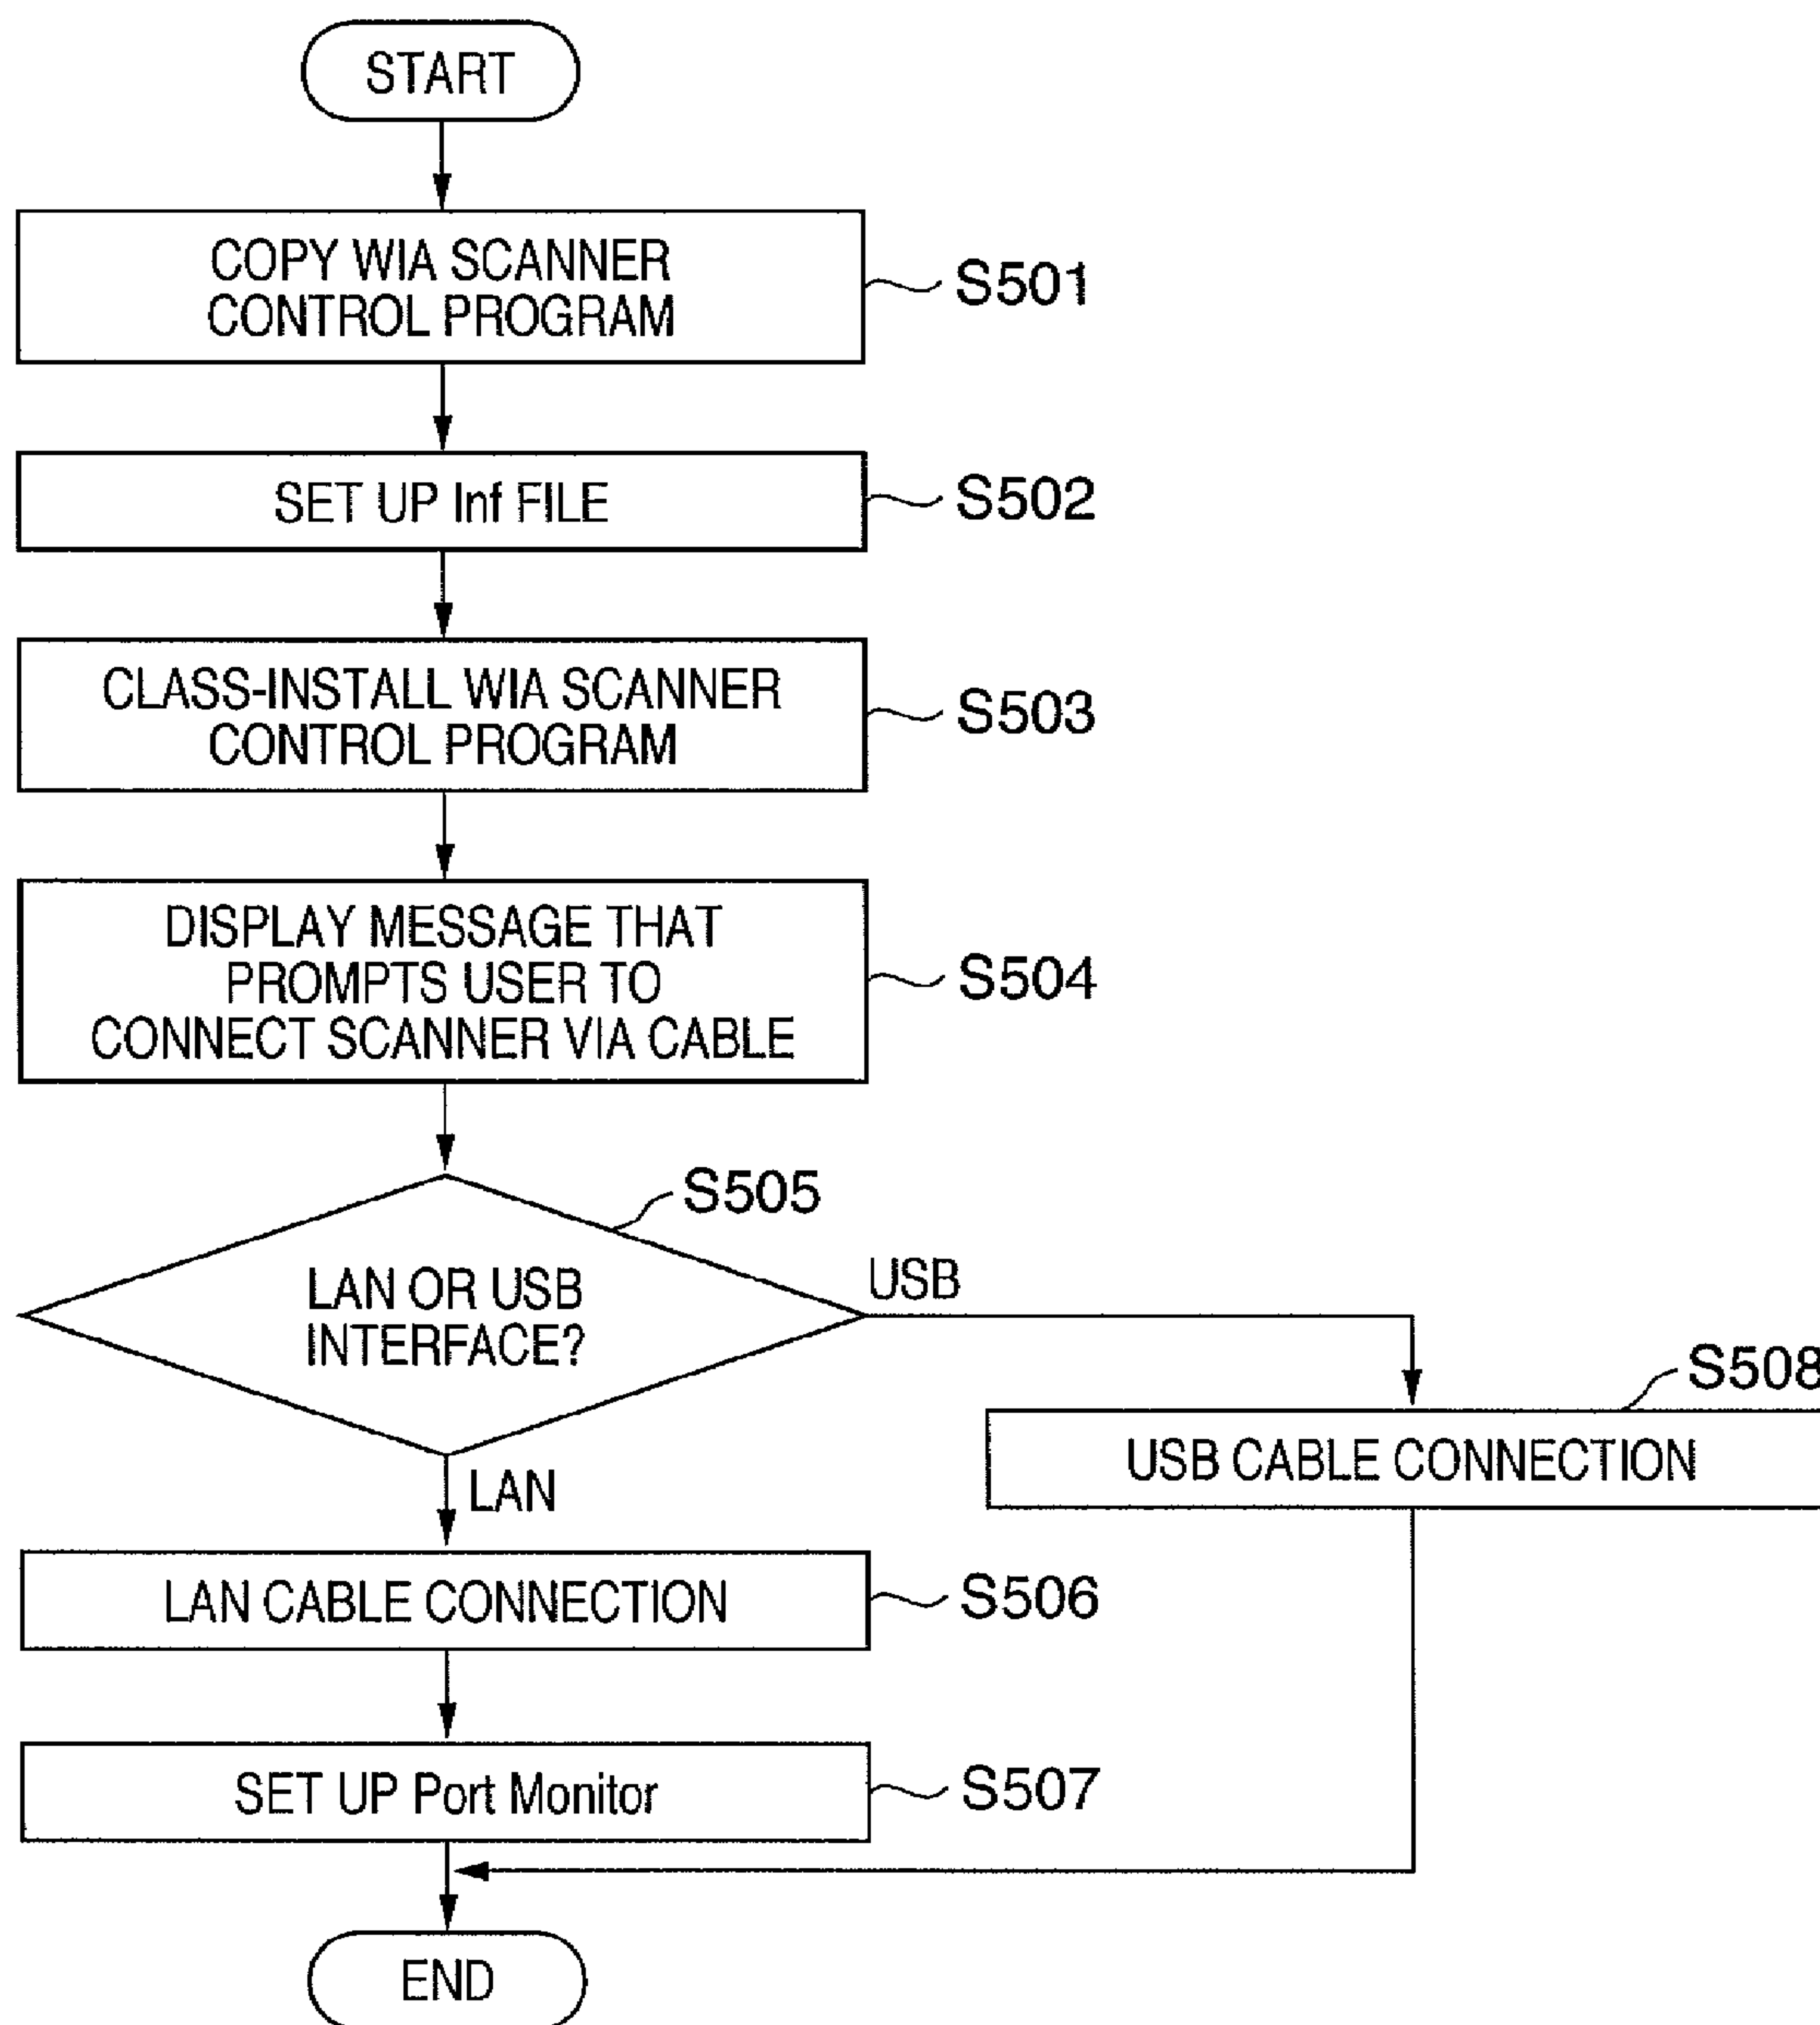 START
COPY WIA SCANNER
CONTROL PROGRAM
S501
SET UP Inf FILE
S502
CLASS-INSTALL WIA SCANNER
CONTROL PROGRAM
S503
DISPLAY MESSAGE THAT
PROMPTS USER TO
CONNECT SCANNER VIA CABLE
S504
S505
LAN OR USB
INTERFACE?
USB
S508
USB CABLE CONNECTION
LAN
LAN CABLE CONNECTION
S506
SET UP Port Monitor
S507
END